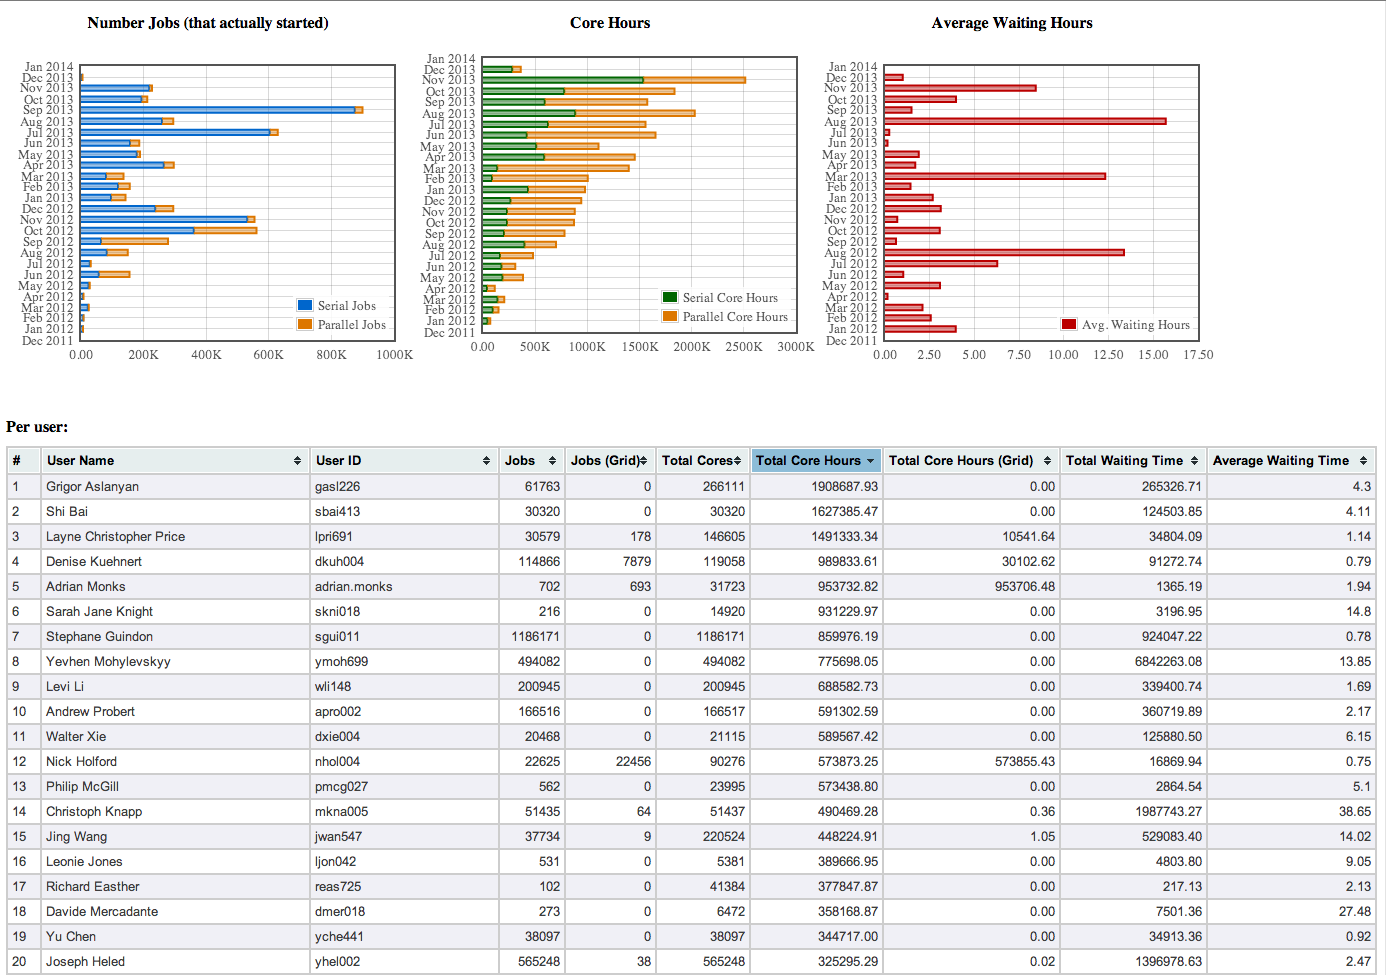 Number Jobs (that actually started)
Jan 2014
Dec 2013
Nov 2013
Oct 2013
Sep 2013
Aug 2013
Jul 2013
Jun 2013
May 2013
Apr 2013
Mar 2013
Feb 2013
Jan 2013
Dec 2012
Nov 2012
Oct 2012
Sep 2012
Aug 2012
Jul 2012
Jun 2012
May 2012
Apr 2012
Mar 2012
Feb 2012
Jan 2012
Dec 2011
Serial Jobs
Parallel Jobs
0.00 200K 400K 600K 800K 1000K
Core Hours
Jan 2014
Dec 2013
Nov 2013
Oct 2013
Sep 2013
Aug 2013
Jul 2013
Jun 2013
May 2013
Apr 2013
Mar 2013
Feb 2013
Jan 2013
Dec 2012
Nov 2012
Oct 2012
Sep 2012
Aug 2012
Jul 2012
Jun 2012
May 2012
Apr 2012
Mar 2012
Feb 2012
Jan 2012
Dec 2011
Serial Core Hours
Parallel Core Hours
0.00 500K 1000K 1500K 2000K 2500K 3000K
Average Waiting Hours
Jan 2014
Dec 2013
Nov 2013
Oct 2013
Sep 2013
Aug 2013
Jul 2013
Jun 2013
May 2013
Apr 2013
Mar 2013
Feb 2013
Jan 2013
Dec 2012
Nov 2012
Oct 2012
Sep 2012
Aug 2012
Jul 2012
Jun 2012
May 2012
Apr 2012
Mar 2012
Feb 2012
Jan 2012
Dec 2011
Avg. Waiting Hours
0.00 2.50 5.00 7.50 10.00 12.50 15.00 17.50
Per user:
# User Name User ID Jobs Jobs (Grid) Total Cores Total Core Hours Total Core Hours (Grid) Total Waiting Time Average Waiting Time
1 Grigor Aslanyan gasl226 61763 0 266111 1908687.93 0.00 265326.71 4.3
2 Shi Bai sbai413 30320 0 30320 1627385.47 0.00 124503.85 4.11
3 Layne Christopher Price lpri691 30579 178 146605 1491333.34 10541.64 34804.09 1.14
4 Denise Kuehnert dkuh004 114866 7879 119058 989833.61 30102.62 91272.74 0.79
5 Adrian Monks adrian.monks 702 693 31723 953732.82 953706.48 1365.19 1.94
6 Sarah Jane Knight skni018 216 0 14920 931229.97 0.00 3196.95 14.8
7 Stephane Guindon sgui011 1186171 0 1186171 859976.19 0.00 924047.22 0.78
8 Yevhen Mohylevskyy ymoh699 494082 0 494082 775698.05 0.00 6842263.08 13.85
9 Levi Li wli148 200945 0 200945 688582.73 0.00 339400.74 1.69
10 Andrew Probert apro002 166516 0 166517 591302.59 0.00 360719.89 2.17
11 Walter Xie dxie004 20468 0 21115 589567.42 0.00 125880.50 6.15
12 Nick Holford nhol004 22625 22456 90276 573873.25 573855.43 16869.94 0.75
13 Philip McGill pmcg027 562 0 23995 573438.80 0.00 2864.54 5.1
14 Christoph Knapp mkna005 51435 64 51437 490469.28 0.36 1987743.27 38.65
15 Jing Wang jwan547 37734 9 220524 448224.91 1.05 529083.40 14.02
16 Leonie Jones ljon042 531 0 5381 389666.95 0.00 4803.80 9.05
17 Richard Easther reas725 102 0 41384 377847.87 0.00 217.13 2.13
18 Davide Mercadante dmer018 273 0 6472 358168.87 0.00 7501.36 27.48
19 Yu Chen yche441 38097 0 38097 344717.00 0.00 34913.36 0.92
20 Joseph Heled yhel002 565248 38 565248 325295.29 0.02 1396978.63 2.47